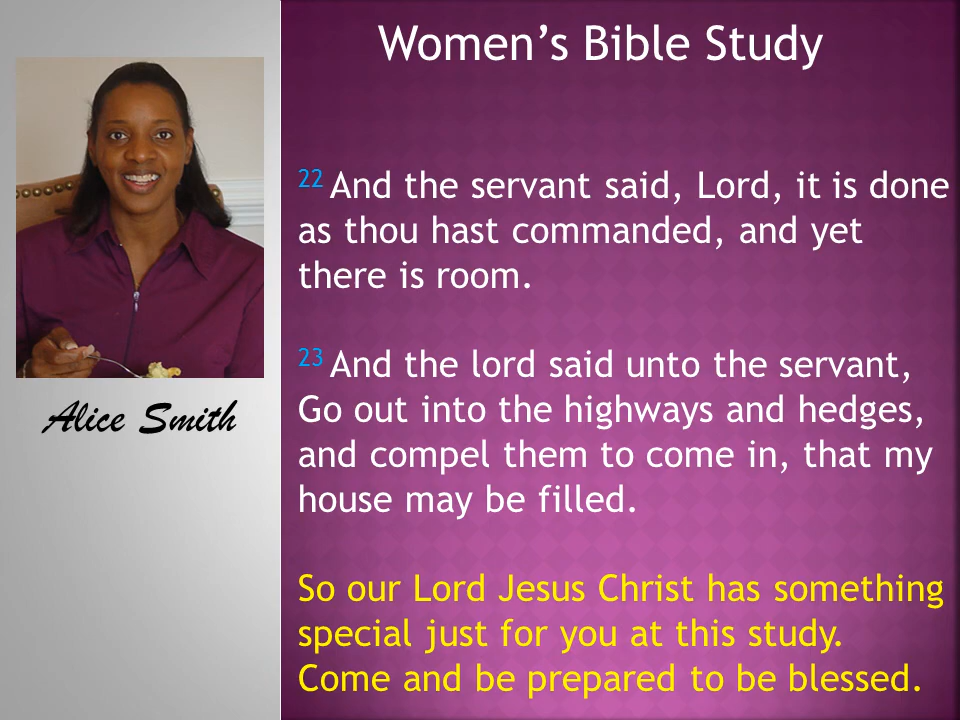 Women’s Bible Study
22 And the servant said, Lord, it is done
as thou hast commanded, and yet
there is room.
23 And the lord said unto the servant,
Go out into the highways and hedges,
and compel them to come in, that my
house may be filled.
So our Lord Jesus Christ has something
special just for you at this study.
Come and be prepared to be blessed.
Alice Smith